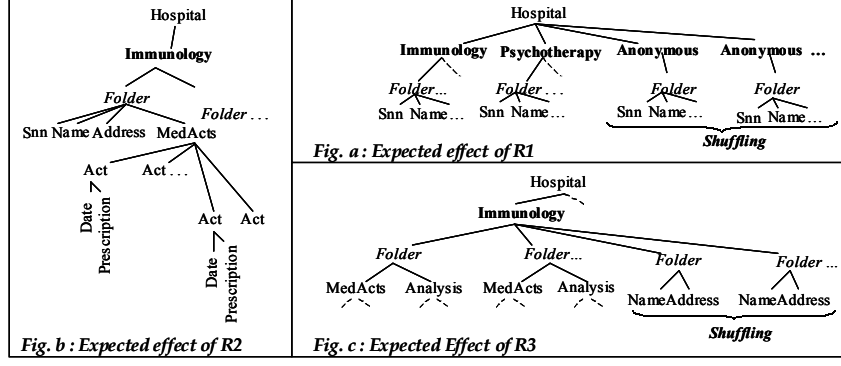 Hospital
Immunology
Folder
Folder . . .
Snn Name Address MedActs
Act
Act . . .
Date
Prescription
Act
Act
Date
Prescription
Fig. b : Expected effect of R2
Hospital
Immunology Psychotherapy Anonymous Anonymous ...
Folder... Folder . . . Folder Folder
Snn Name... Snn Name... Snn Name... Snn Name...
Shuffling
Fig. a : Expected effect of R1
Hospital
Immunology
Folder Folder... Folder Folder ...
MedActs Analysis MedActs Analysis NameAddress NameAddress
Shuffling
Fig. c : Expected Effect of R3